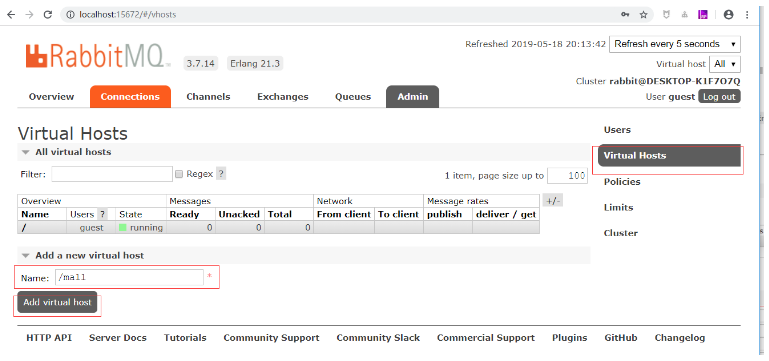 localhost:15672/#/vhosts
RabbitMQ 3.7.14 Erlang 21.3
Refreshed 2019-05-18 20:13:42 Refresh every 5 seconds
Virtual host All
Cluster rabbit@DESKTOP-K1F7O7Q
User guest Log out
Overview Connections Channels Exchanges Queues Admin
Virtual Hosts
All virtual hosts
Filter: Regex ? 1 item, page size up to 100
Overview Messages Network Message rates +/-
Name Users ? State Ready Unacked Total From client To client publish deliver / get
/ guest running 0 0 0
Add a new virtual host
Name: /mall *
Add virtual host
Users
Virtual Hosts
Policies
Limits
Cluster
HTTP API Server Docs Tutorials Community Support Community Slack Commercial Support Plugins GitHub Changelog